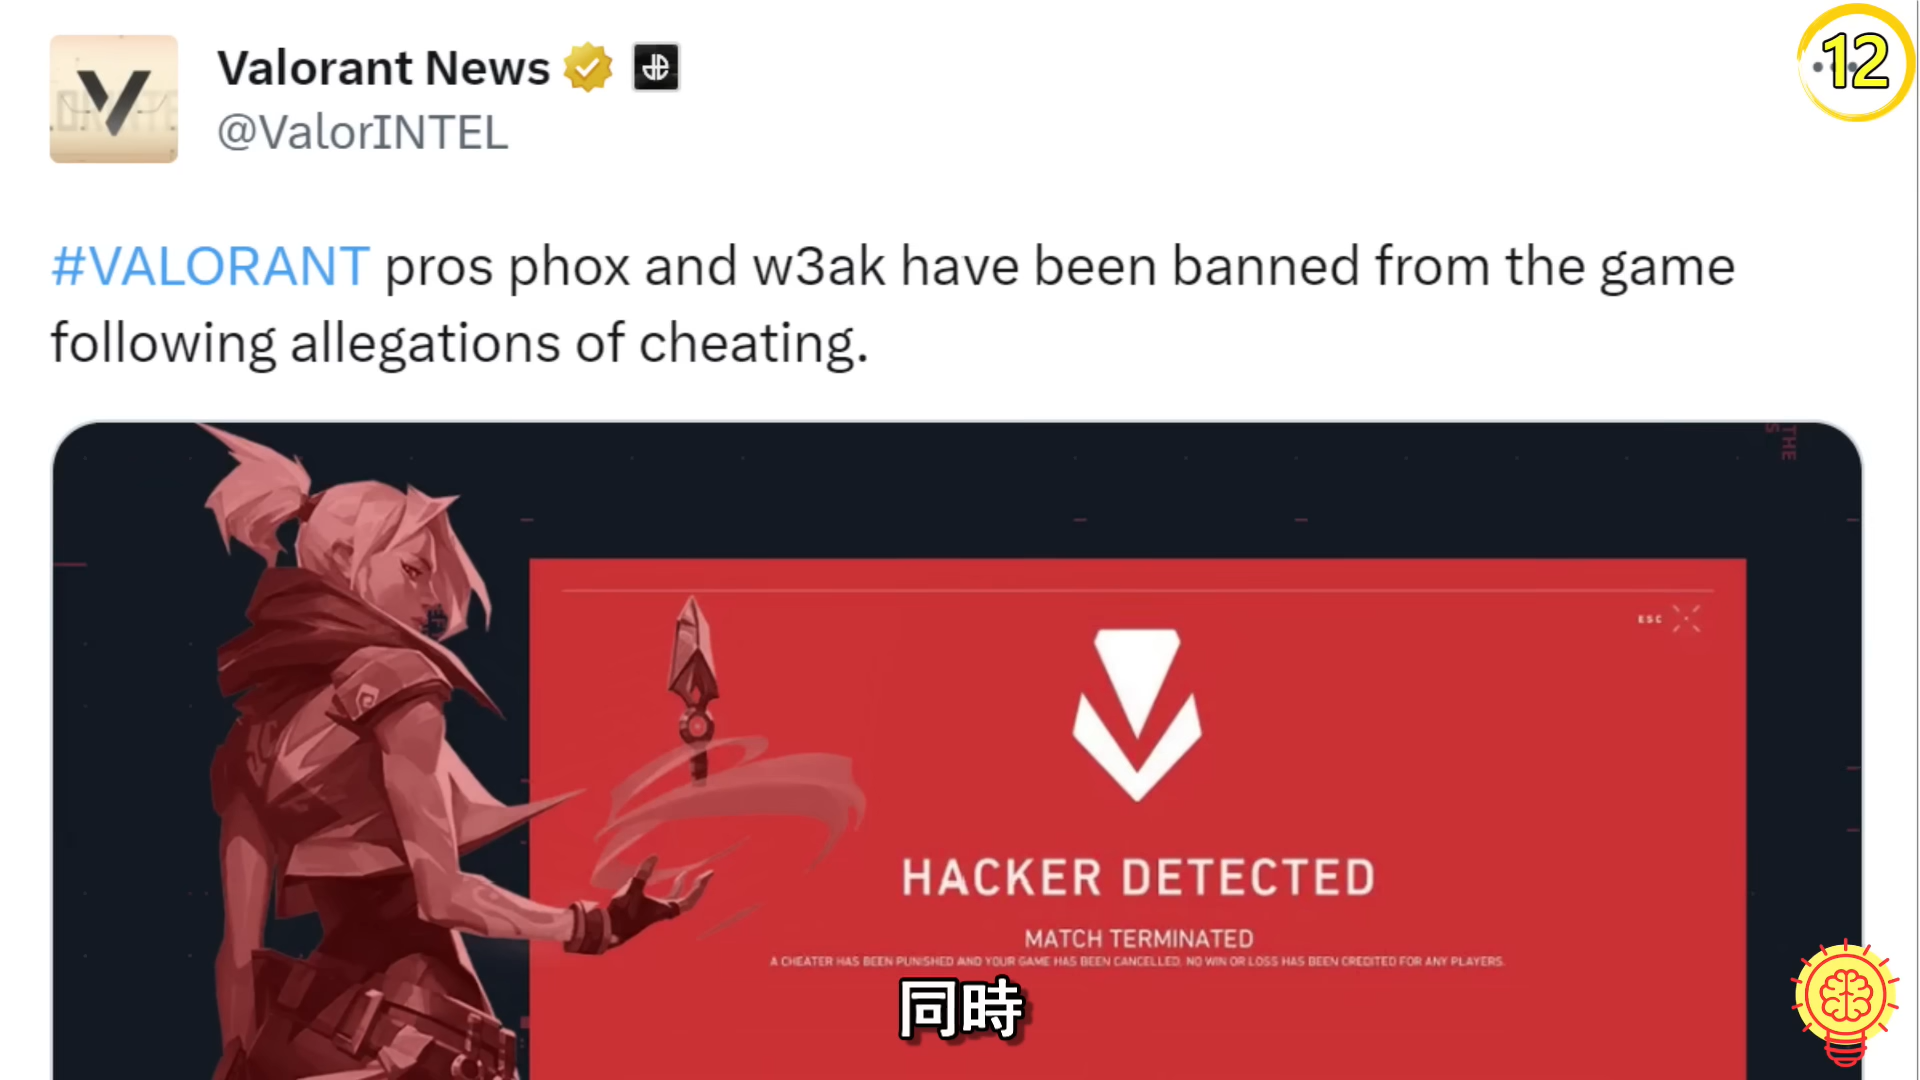 Valorant News
@ValorINTEL
12
#VALORANT pros phox and w3ak have been banned from the game
following allegations of cheating.
THE
ESC
HACKER DETECTED
MATCH TERMINATED
A CHEATER HAS BEEN PUNISHED AND YOUR GAME HAS BEEN CANCELLED. NO WIN OR LOSS HAS BEEN CREDITED FOR ANY PLAYERS.
同時